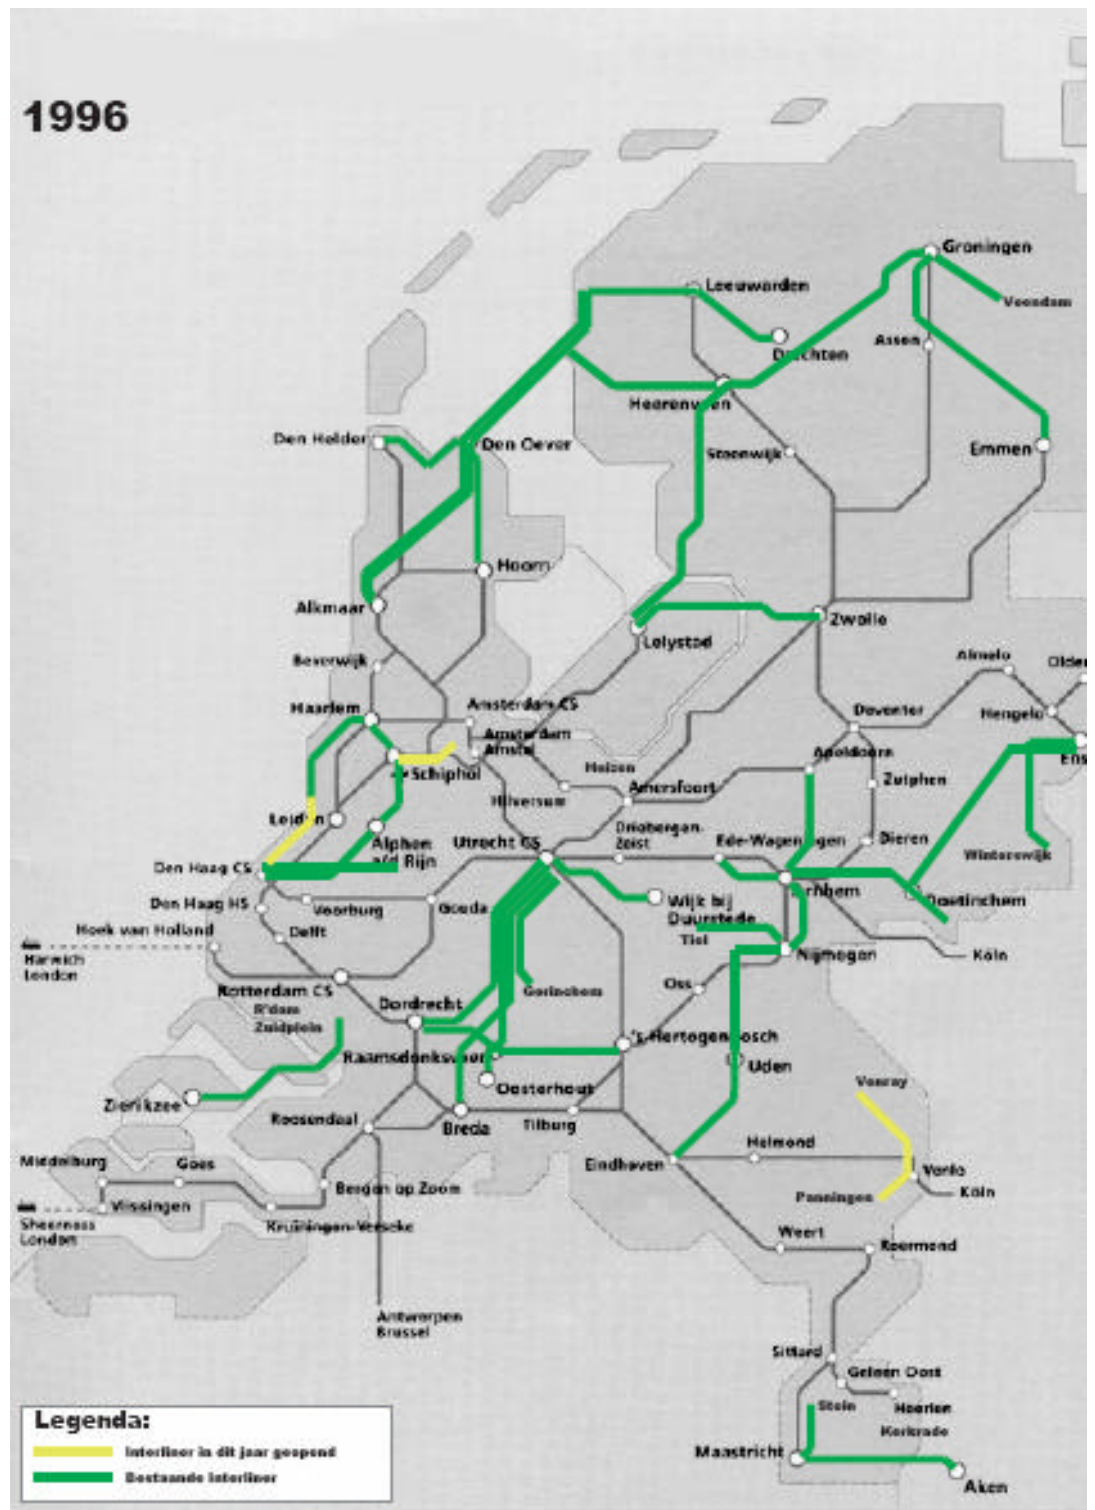 1996
Groningen
Leeuwarden
Veendam
Assen
Drachten
Heerenveen
Den Helder
Den Oever
Steenwijk
Emmen
Hoorn
Alkmaar
Zwolle
Lelystad
Beverwijk
Almelo
Haarlem
Amsterdam CS
Deventer
Hengelo
Amsterdam
Amstel
Apeldoorn
Ens
Schiphol
Huizen
Amersfoort
Zutphen
Hilversum
Leiden
Driebergen-
Zeist
Alphen
a/d Rijn
Utrecht CS
Ede-Wageningen
Dieren
Winterswijk
Den Haag CS
Arnhem
Doetinchem
Wijk bij
Duurstede
Den Haag HS
Voorburg
Gouda
Hoek van Holland
Delft
Tiel
Nijmegen
Köln
Harwich
London
Rotterdam CS
Oss
Gorinchem
Dordrecht
R'dam
Zuidplein
's-Hertogenbosch
Raamsdonksveer
Uden
Oosterhout
Venray
Zierikzee
Roosendaal
Breda
Tilburg
Helmond
Middelburg
Goes
Eindhoven
Venlo
Bergen op Zoom
Köln
Panningen
Vlissingen
Sheerness
London
Kruiningen-Yerseke
Weert
Roermond
Antwerpen
Brussel
Sittard
Geleen Oost
Stein
Heerlen
Kerkrade
Maastricht
Aken
Legenda:
Interliner in dit jaar geopend
Bestaande Interliner